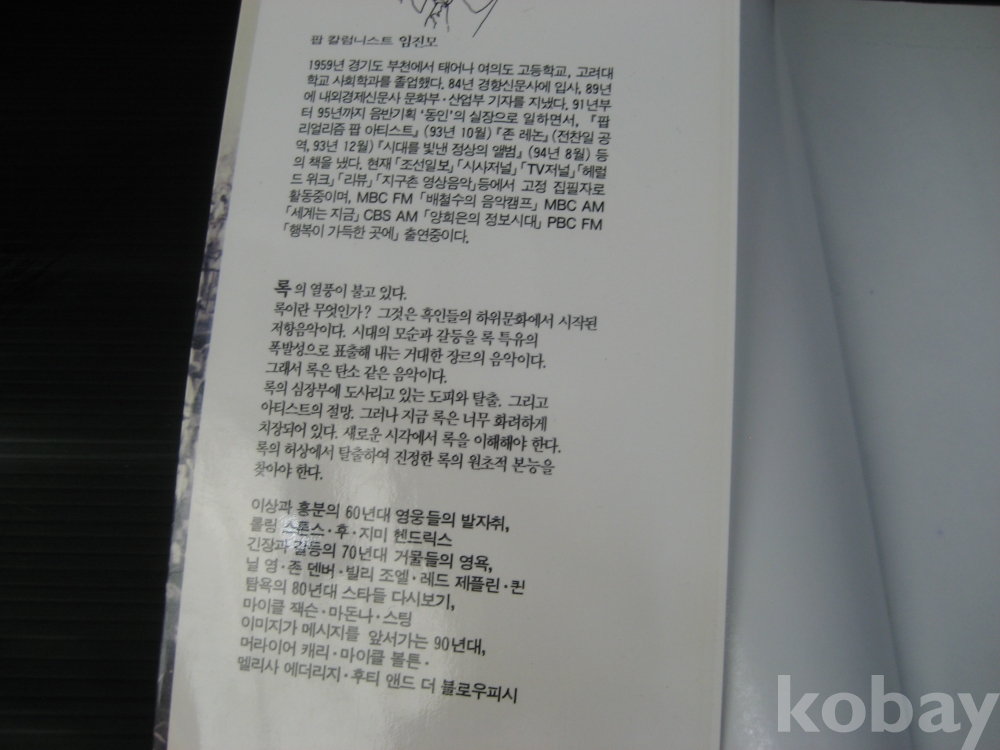 팝 칼럼니스트 임진모
1959년 경기도 부천에서 태어나 여의도 고등학교, 고려대
학교 사회학과를 졸업했다. 84년 경향신문사에 입사, 89년
에 내외경제신문사 문화부·산업부 기자를 지냈다. 91년부
터 95년까지 음반기획 '동인'의 실장으로 일하면서, 『팝
리얼리즘 팝 아티스트』 (93년 10월) 『존 레논』 (전찬일 공
역, 93년 12월) 『시대를 빛낸 정상의 앨범』 (94년 8월) 등
의 책을 냈다. 현재 「조선일보」 「시사저널」 「TV저널」 「헤럴
드 위크」 「리뷰」 「지구촌 영상음악」 등에서 고정 집필자로
활동중이며, MBC FM 「배철수의 음악캠프」 MBC AM
「세계는 지금」 CBS AM 「양희은의 정보시대」 PBC FM
「행복이 가득한 곳에」 출연중이다.
록의 열풍이 불고 있다.
록이란 무엇인가? 그것은 흑인들의 하위문화에서 시작된
저항음악이다. 시대의 모순과 갈등을 록 특유의
폭발성으로 표출해 내는 거대한 장르의 음악이다.
그래서 록은 탄소 같은 음악이다.
록의 심장부에 도사리고 있는 도피와 탈출. 그리고
아티스트의 절망. 그러나 지금 록은 너무 화려하게
치장되어 있다. 새로운 시각에서 록을 이해해야 한다.
록의 허상에서 탈출하여 진정한 록의 원초적 본능을
찾아야 한다.
이상과 흥분의 60년대 영웅들의 발자취,
롤링 스톤스·후·지미 헨드릭스
긴장과 갈등의 70년대 거물들의 영욕,
닐 영·존 덴버·빌리 조엘·레드 제플린·퀸
탐욕의 80년대 스타들 다시보기,
마이클 잭슨·마돈나·스팅
이미지가 메시지를 앞서가는 90년대,
머라이어 캐리·마이클 볼튼·
멜리사 에더리지·후티 앤드 더 블로우피시
kobay